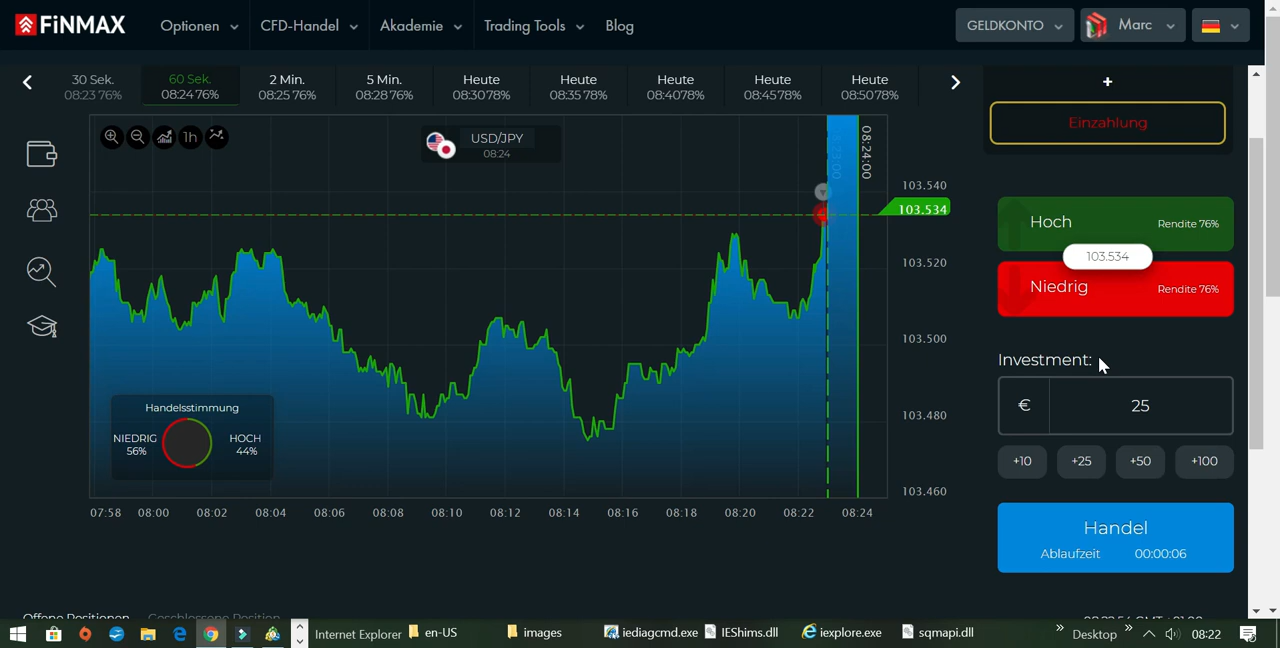 FiNMAX
Optionen
CFD-Handel
Akademie
Trading Tools
Blog
GELDKONTO
Marc
30 Sek.
08:23 76%
60 Sek.
08:24 76%
2 Min.
08:25 76%
5 Min.
08:28 76%
Heute
08:30 78%
Heute
08:35 78%
Heute
08:40 78%
Heute
08:45 78%
Heute
08:50 78%
+
Einzahlung
1h
USD/JPY
08:24
08:23:00
08:24:00
103.540
103.534
103.520
103.500
103.480
103.460
Handelsstimmung
NIEDRIG
56%
HOCH
44%
07:58 08:00 08:02 08:04 08:06 08:08 08:10 08:12 08:14 08:16 08:18 08:20 08:22 08:24
Hoch Rendite 76%
103.534
Niedrig Rendite 76%
Investment:
€ 25
+10 +25 +50 +100
Handel
Ablaufzeit 00:00:06
Offene Positionen Geschlossene Position
Internet Explorer
en-US
images
iediagcmd.exe
IEShims.dll
iexplore.exe
sqmapi.dll
Desktop
08:22